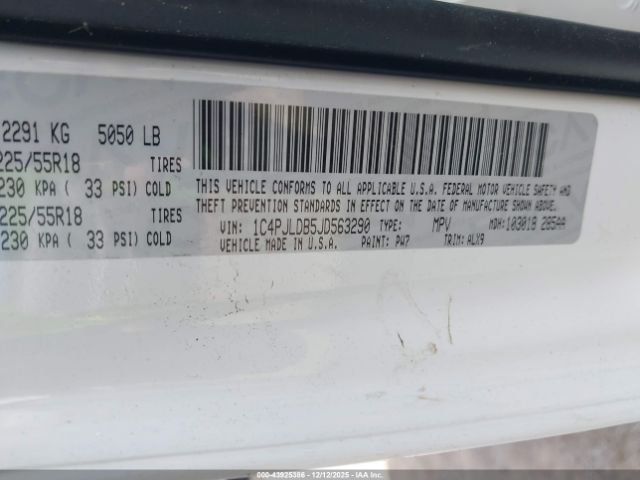 2291 KG 5050 LB
225/55R18 TIRES
230 KPA ( 33 PSI) COLD
225/55R18 TIRES
230 KPA ( 33 PSI) COLD
THIS VEHICLE CONFORMS TO ALL APPLICABLE U.S.A. FEDERAL MOTOR VEHICLE SAFETY AND
THEFT PREVENTION STANDARDS IN EFFECT ON THE DATE OF MANUFACTURE SHOWN ABOVE.
VIN: 1C4PJLDB5JD563290 TYPE: MPV MDH: 103018 285AA
VEHICLE MADE IN U.S.A. PAINT: PW7 TRIM: ALX9
000-43925386 - 12/12/2025 - IAAI.COM